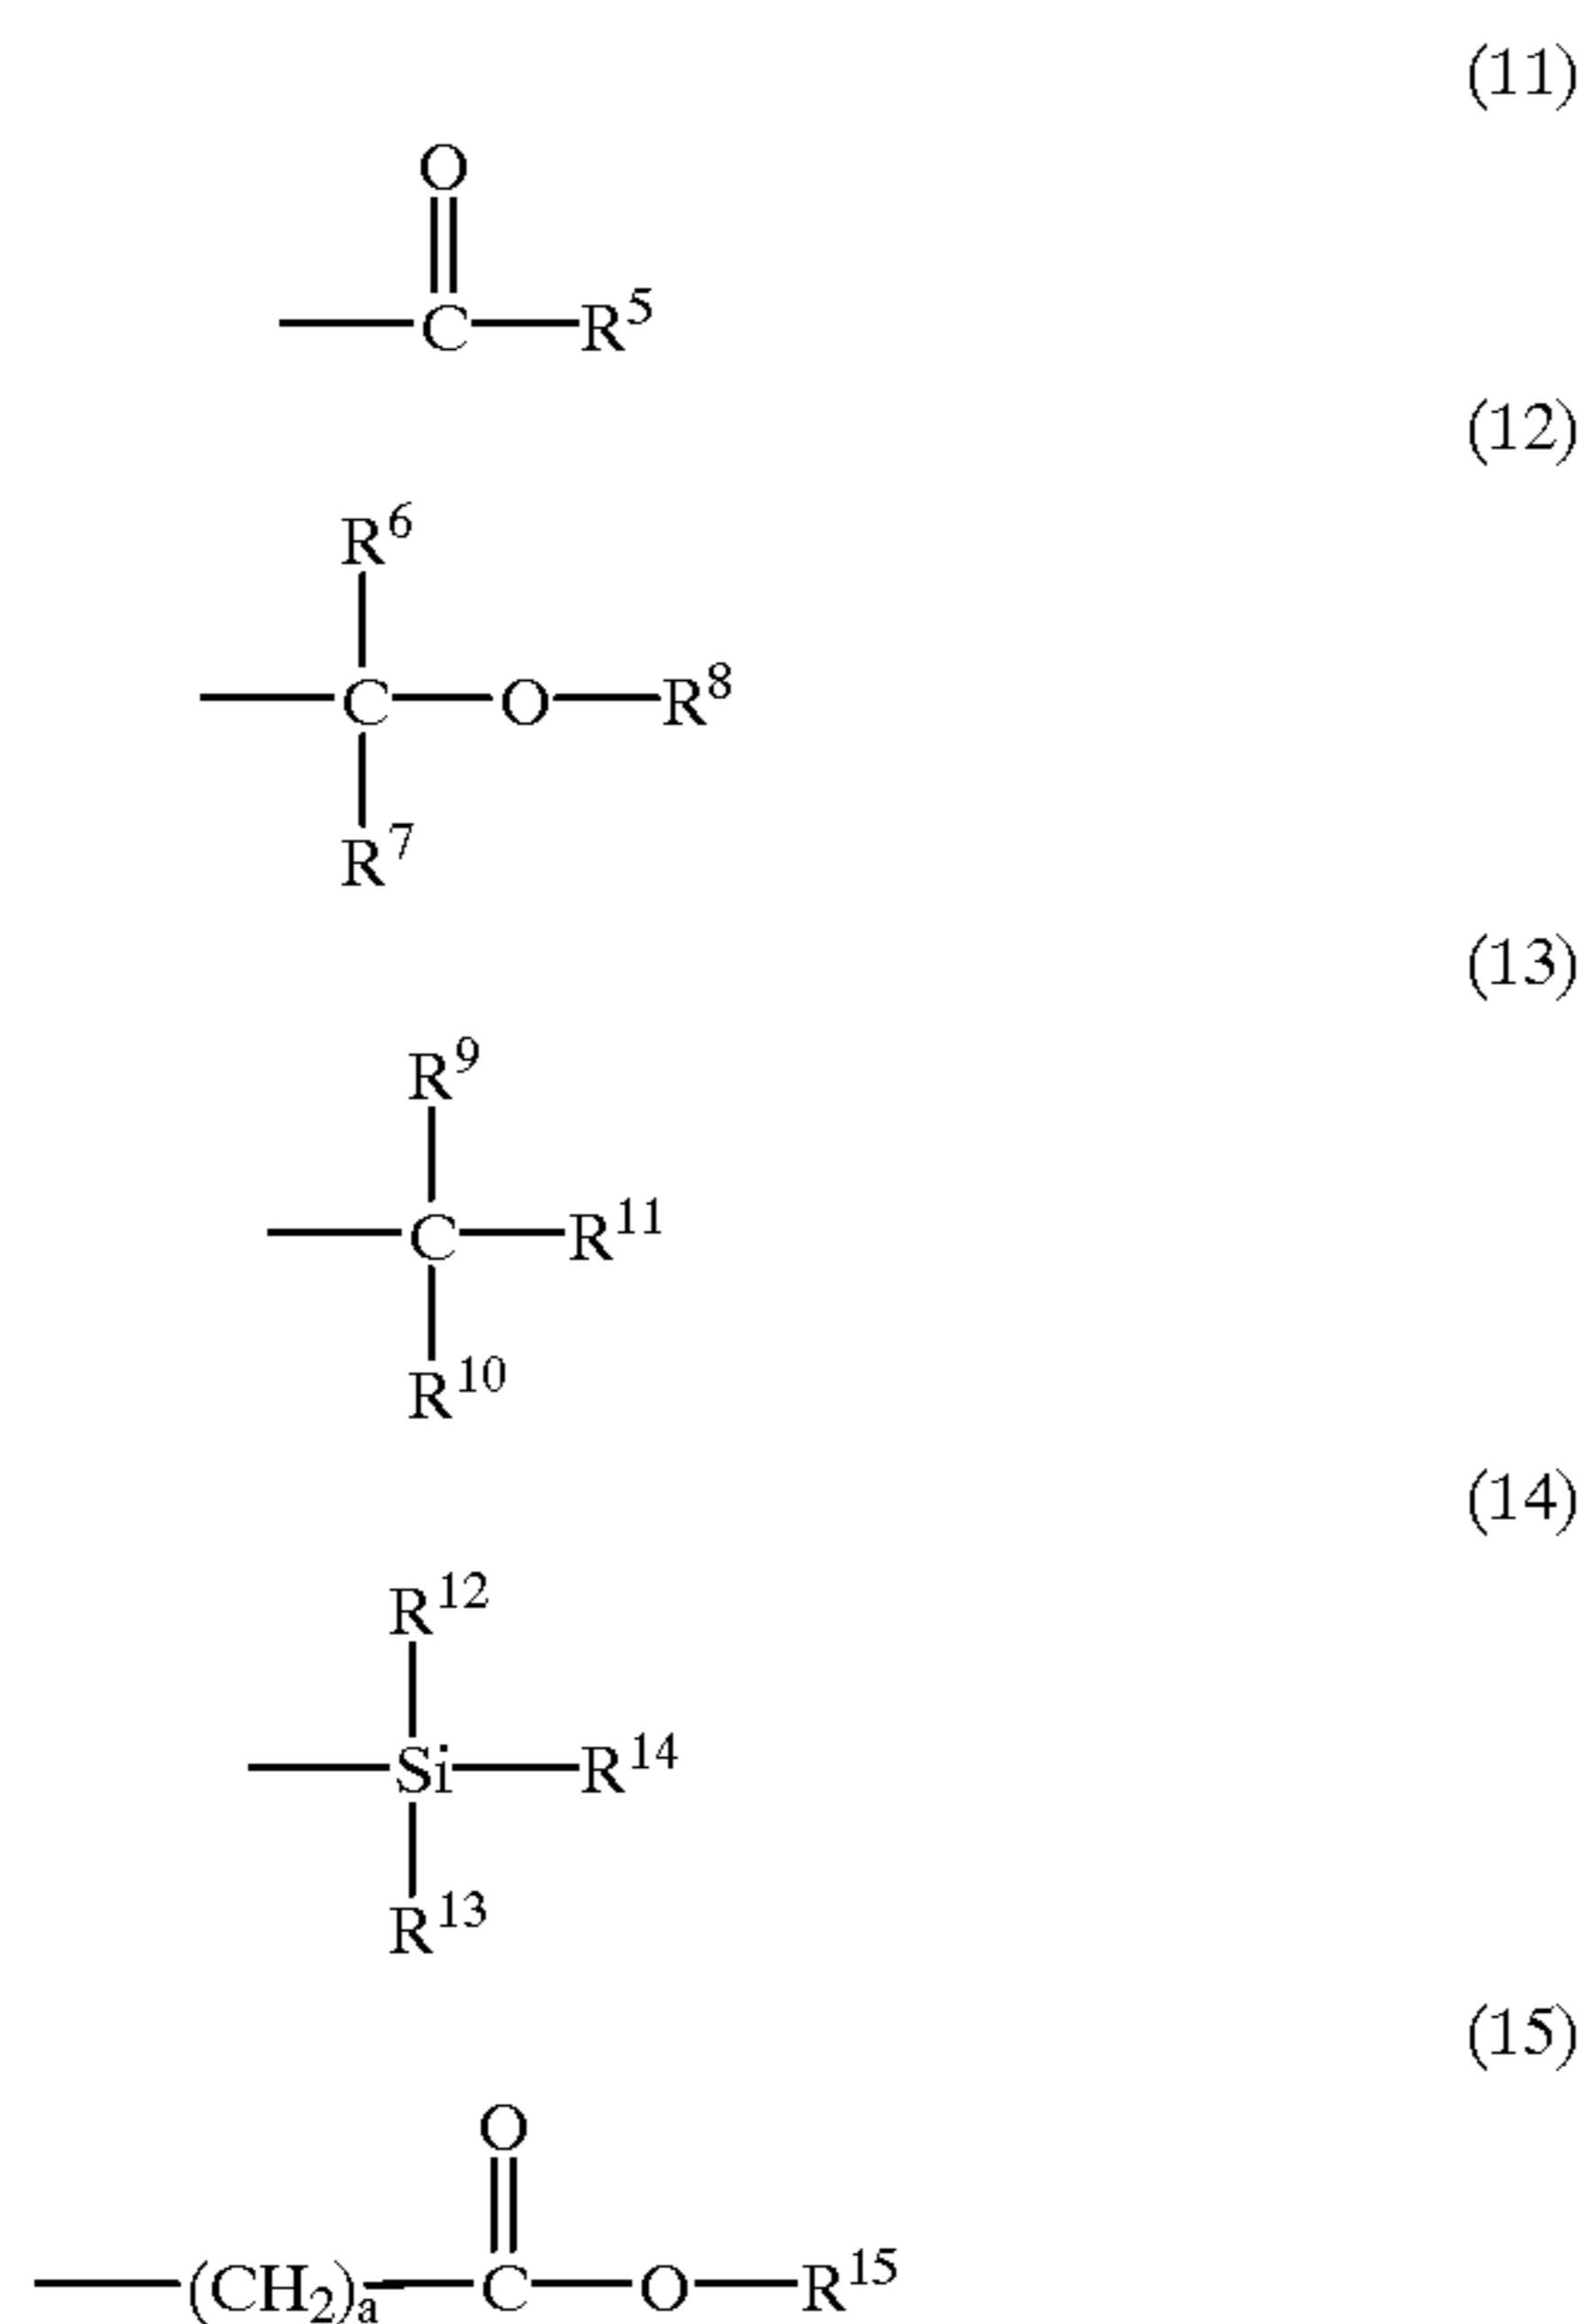 (11)
O
C R⁵
(12)
R⁶
C O R⁸
R⁷
(13)
R⁹
C R¹¹
R¹⁰
(14)
R¹²
Si R¹⁴
R¹³
(15)
O
(CH₂)ₐ C O R¹⁵